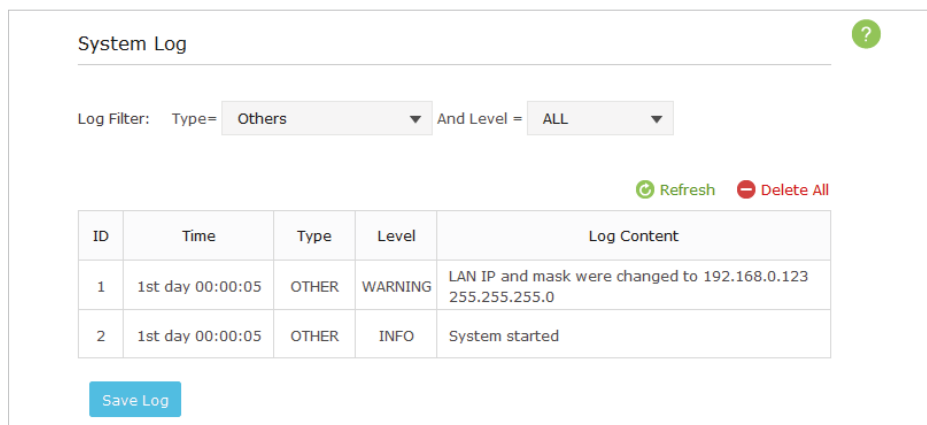 System Log
?
Log Filter: Type= Others And Level = ALL
Refresh Delete All
ID Time Type Level Log Content
1 1st day 00:00:05 OTHER WARNING LAN IP and mask were changed to 192.168.0.123
255.255.255.0
2 1st day 00:00:05 OTHER INFO System started
Save Log